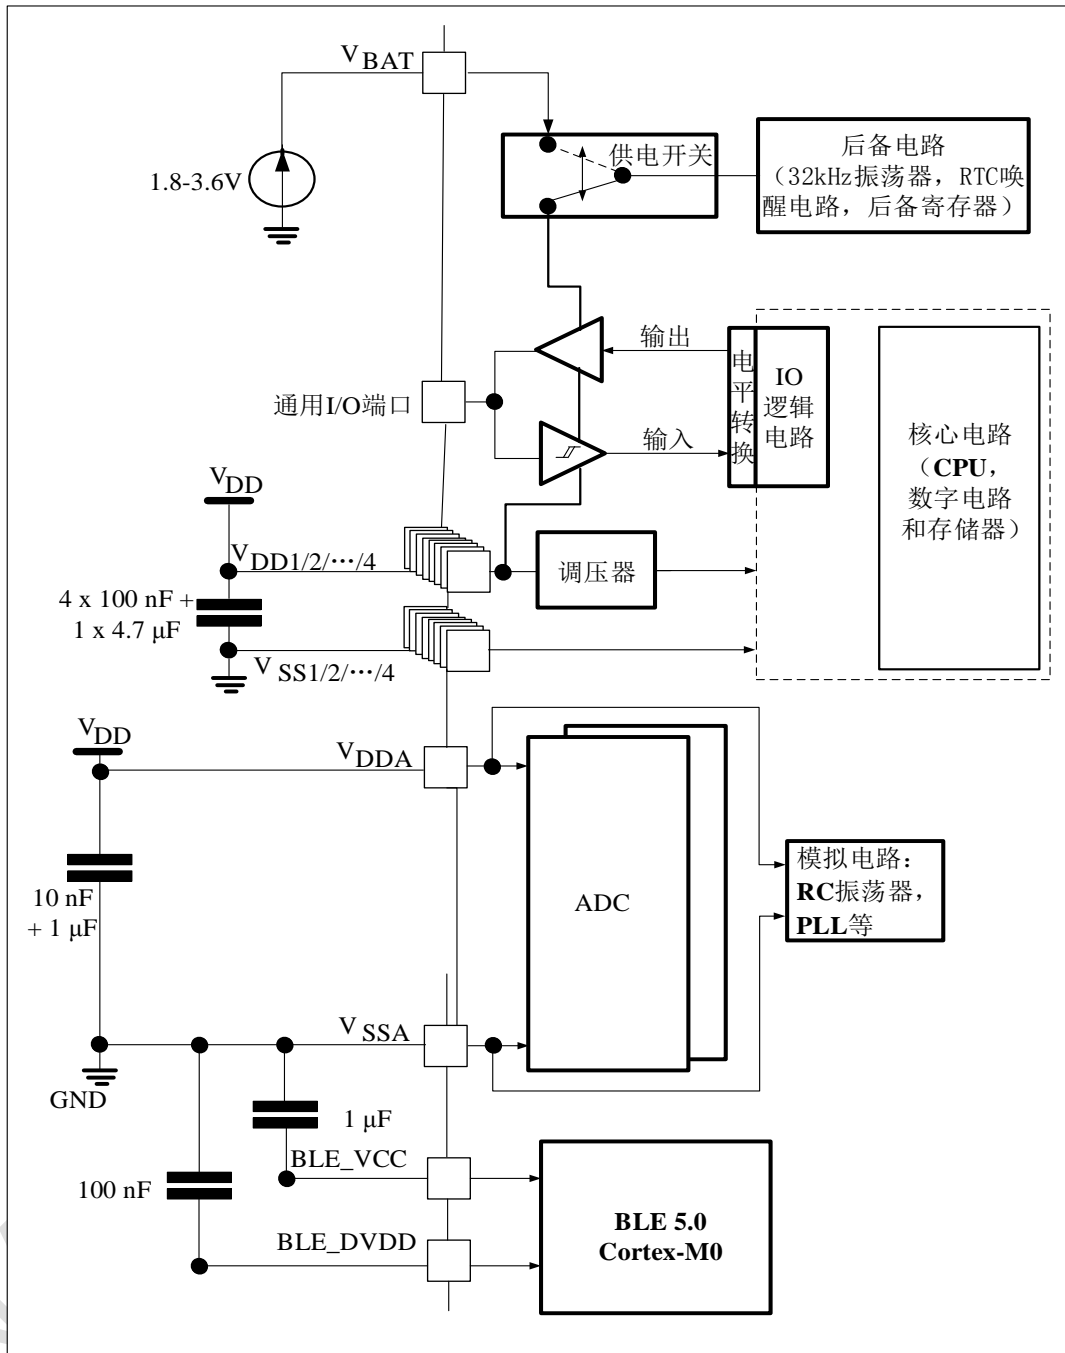 VBAT
1.8-3.6V
供电开关
后备电路
（32kHz振荡器，RTC唤
醒电路，后备寄存器）
输出
电平转换
IO
逻辑
电路
通用I/O端口
输入
核心电路
（CPU，
数字电路
和存储器）
VDD
VDD1/2/…/4
调压器
4 x 100 nF +
1 x 4.7 μF
VSS1/2/…/4
VDD
VDDA
ADC
模拟电路：
RC振荡器，
PLL等
10 nF
+ 1 μF
VSSA
GND
1 μF
BLE_VCC
100 nF
BLE_DVDD
BLE 5.0
Cortex-M0